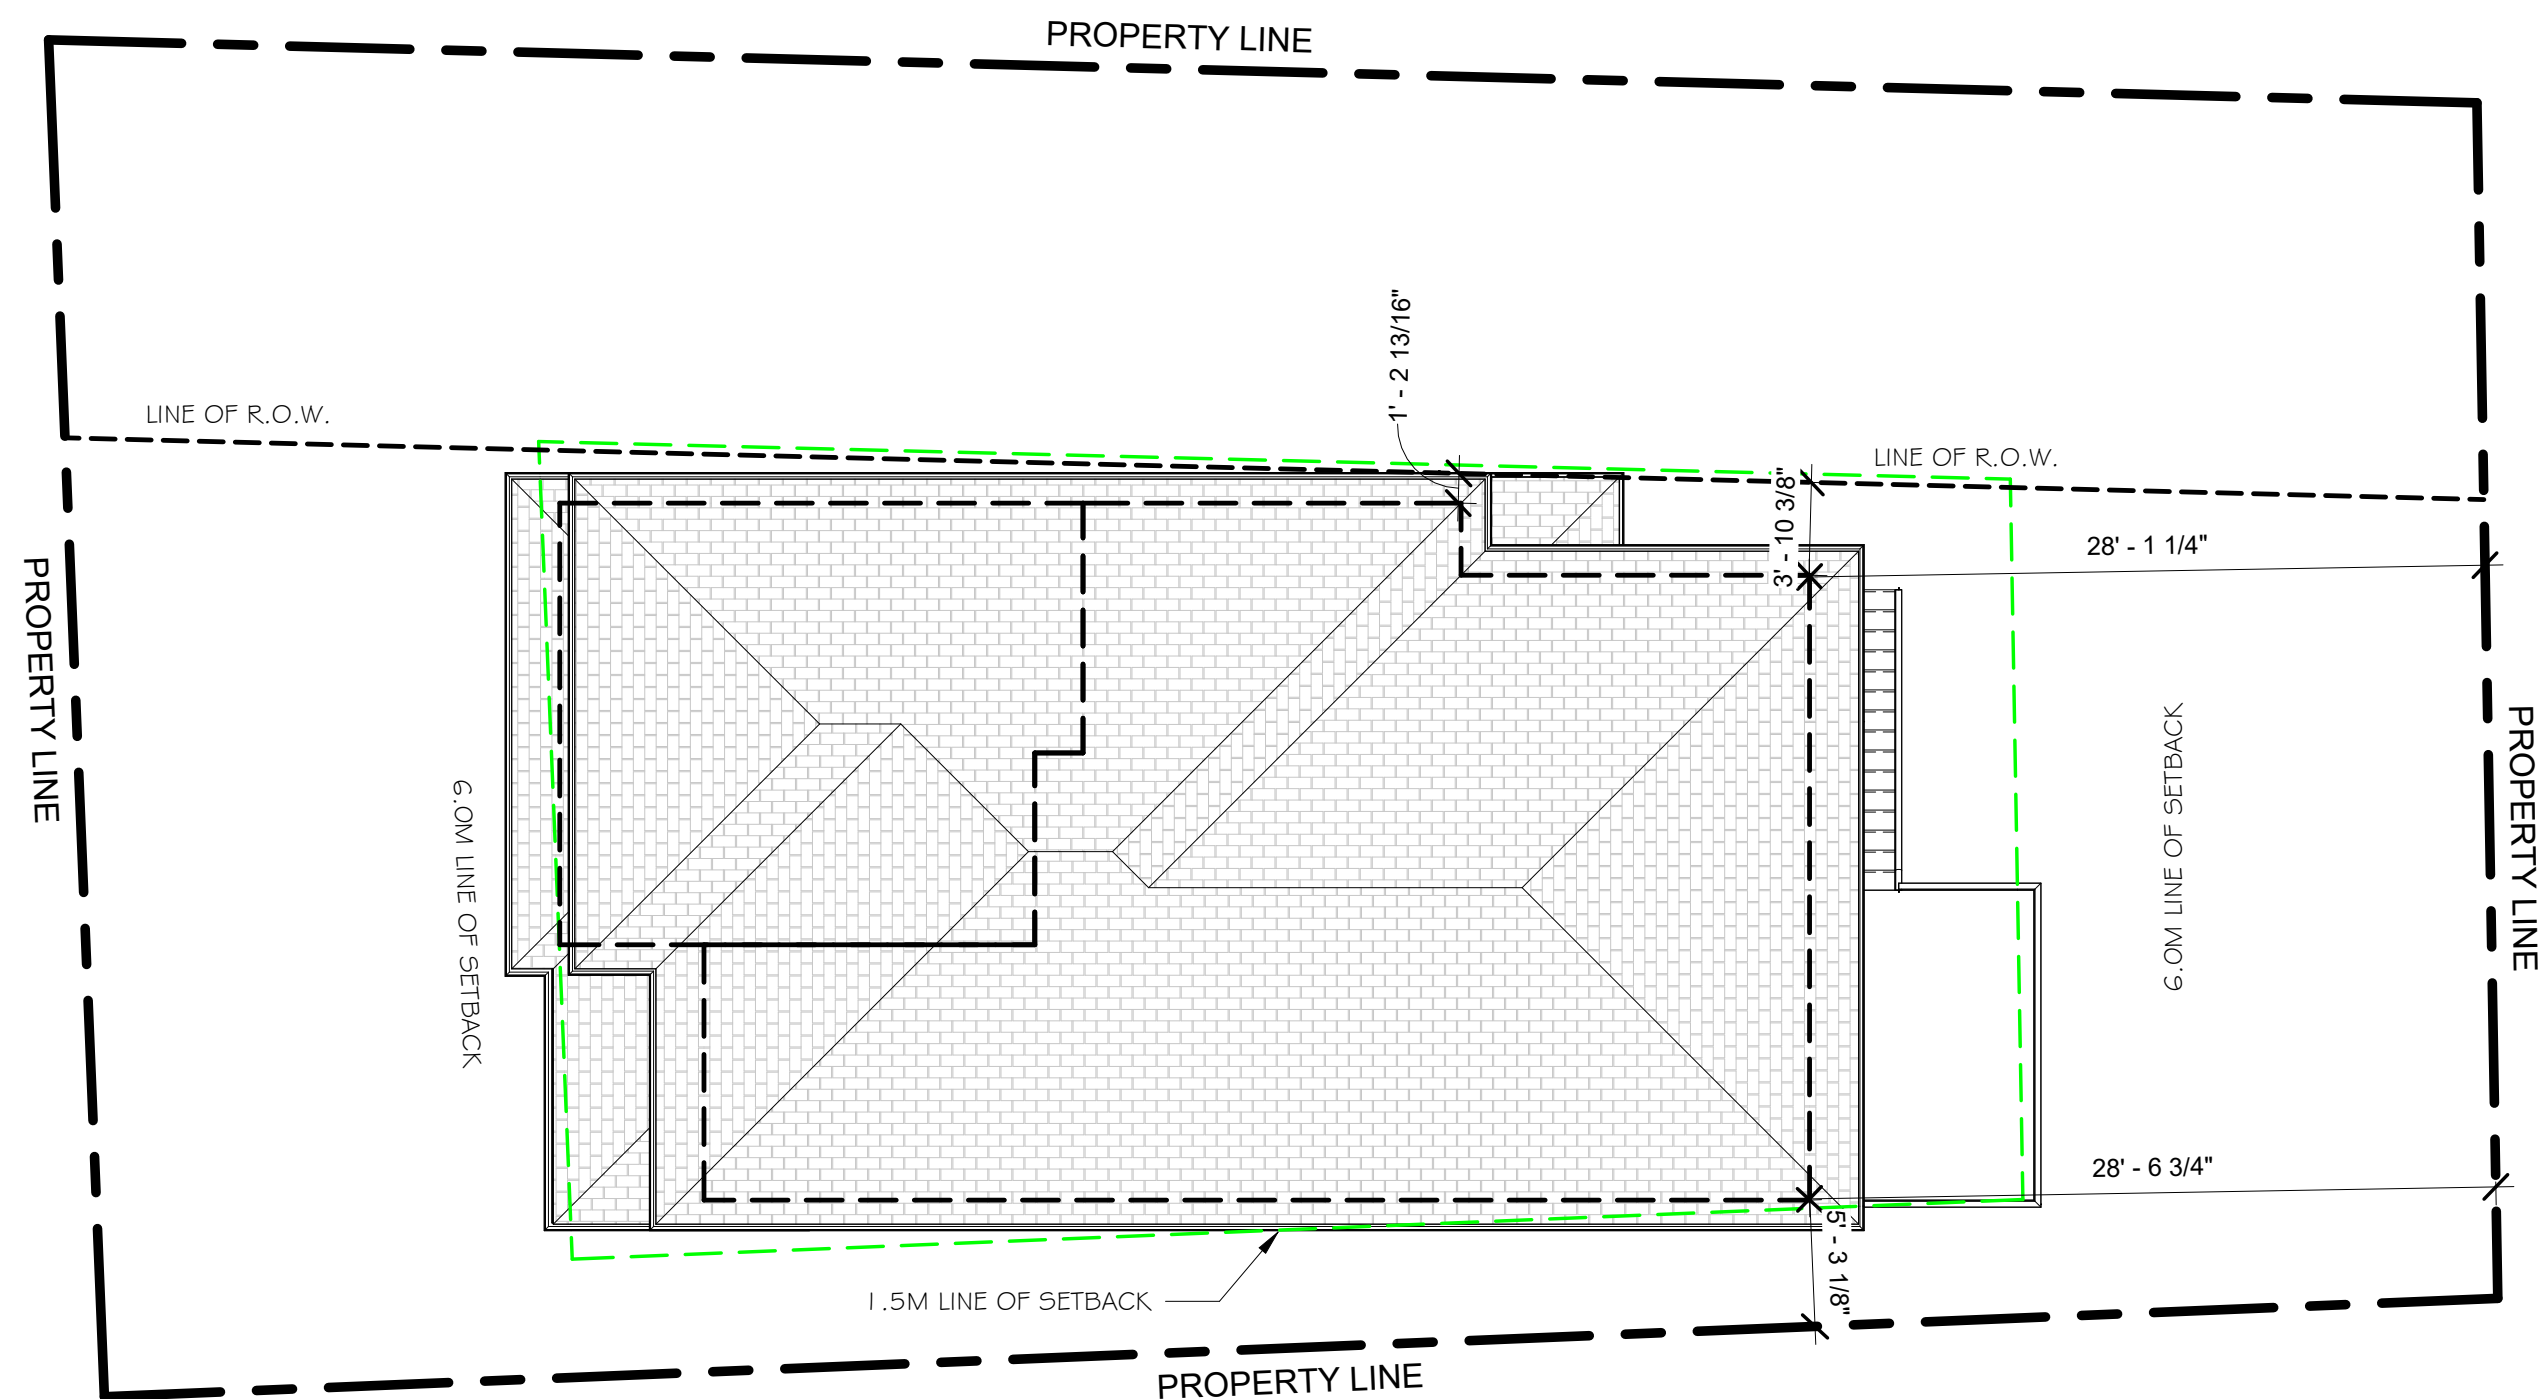 PROPERTY LINE
1' - 2 13/16"
LINE OF R.O.W.
LINE OF R.O.W.
3' - 10 3/8"
28' - 1 1/4"
PROPERTY LINE
6.0M LINE OF SETBACK
6.0M LINE OF SETBACK
PROPERTY LINE
28' - 6 3/4"
5' - 3 1/8"
1.5M LINE OF SETBACK
PROPERTY LINE